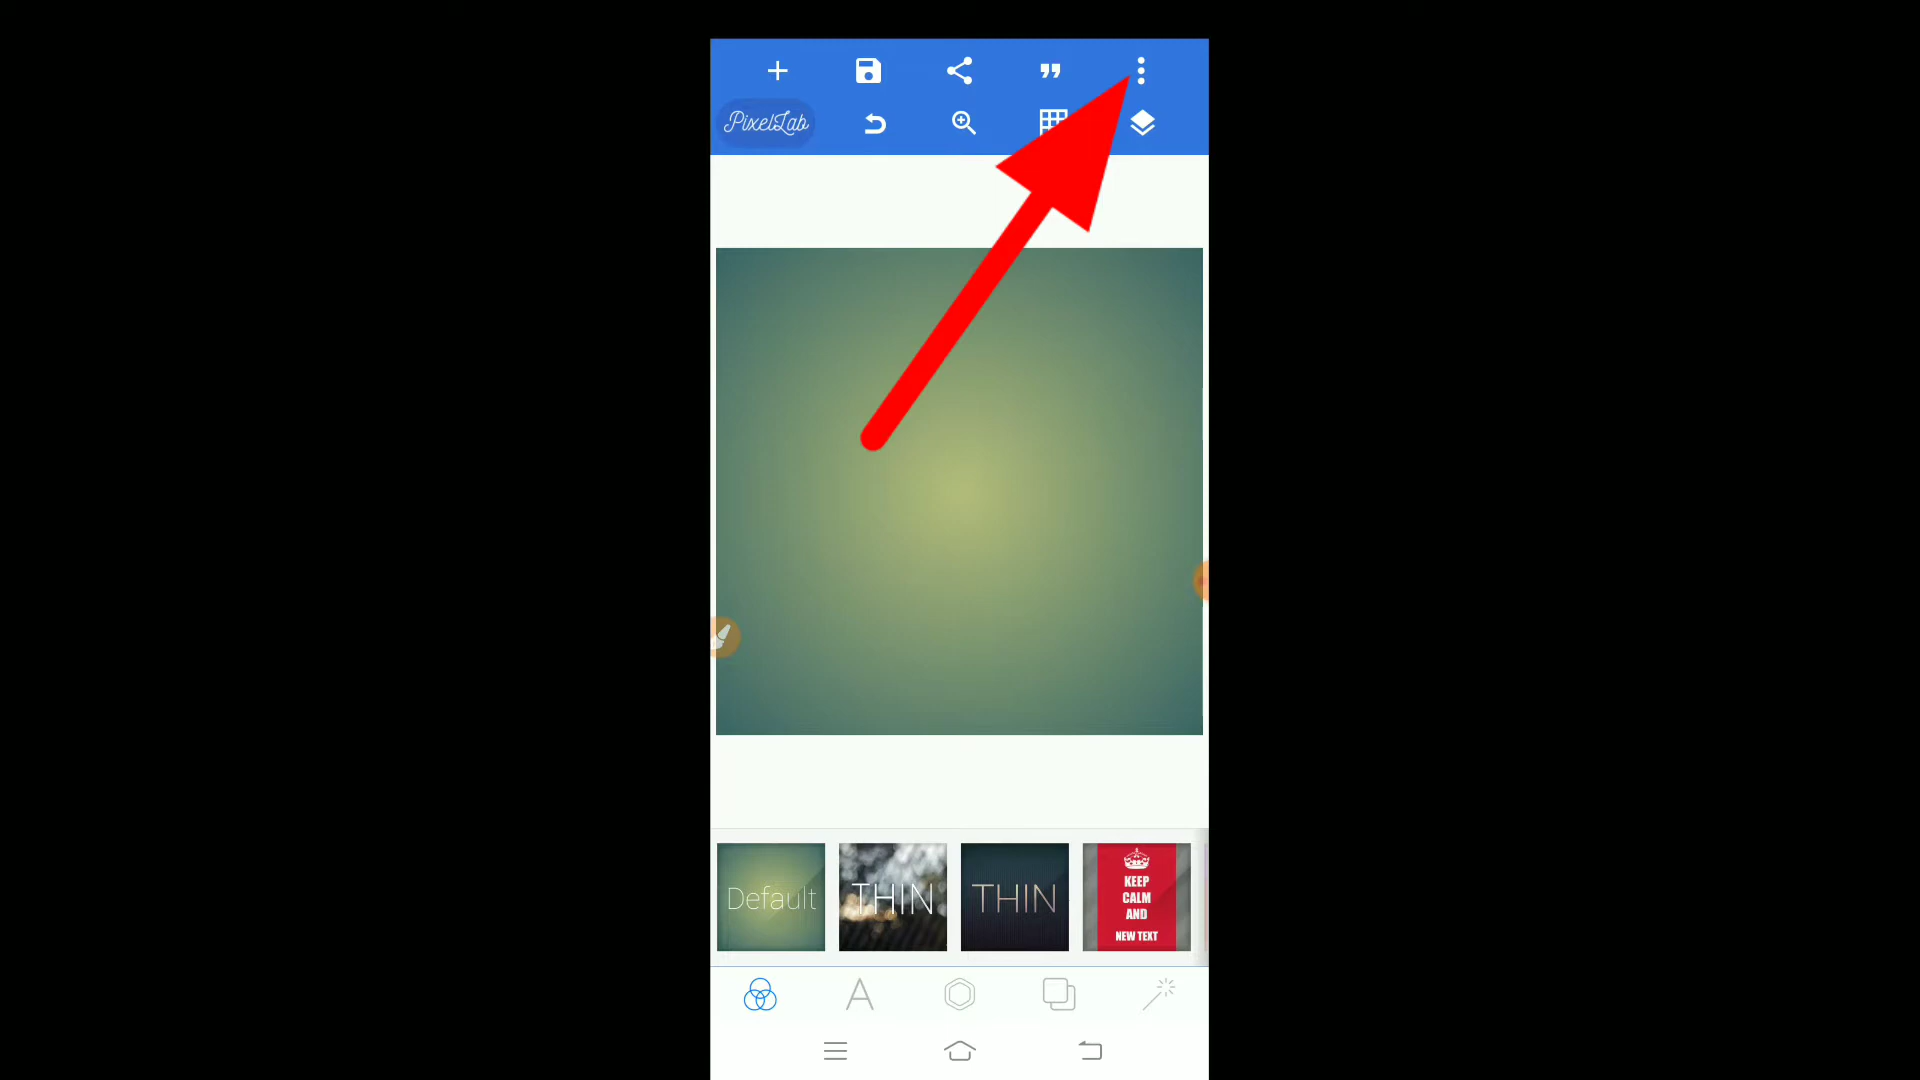 PixelLab
Default
THIN
THIN
KEEP
CALM
AND
NEW TEXT